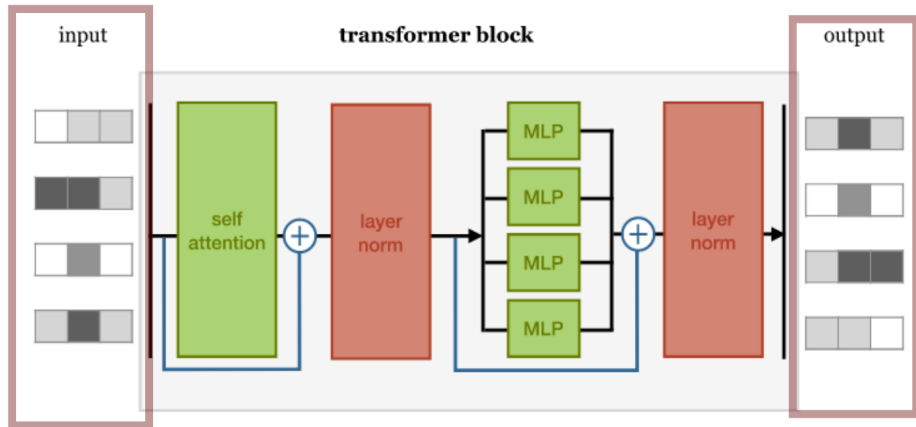 input
transformer block
output
self
attention
layer
norm
MLP
MLP
MLP
MLP
layer
norm